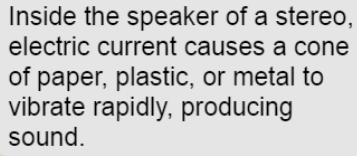 Inside the speaker of a stereo,
electric current causes a cone
of paper, plastic, or metal to
vibrate rapidly, producing
sound.